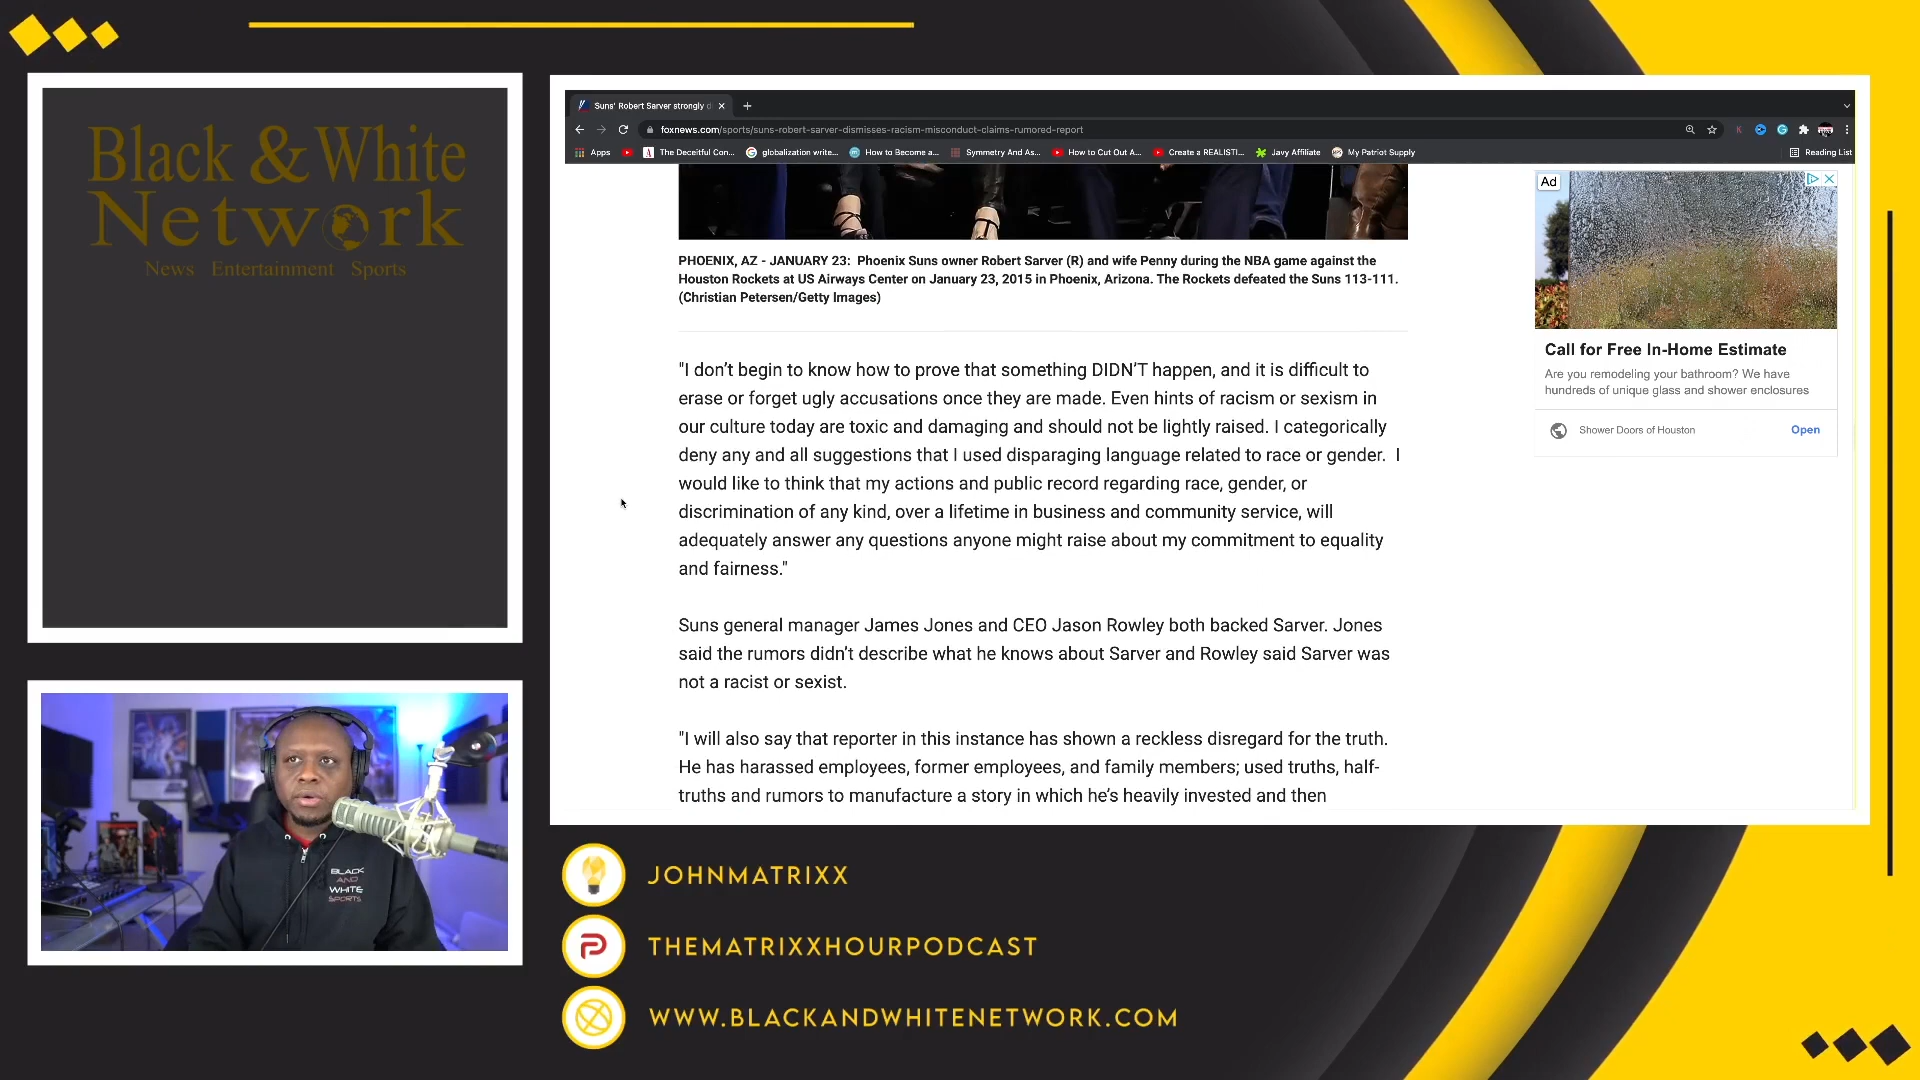 Black & White
Network
News Entertainment Sports
Suns' Robert Sarver strongly d
foxnews.com/sports/suns-robert-sarver-dismisses-racism-misconduct-claims-rumored-report
Apps
The Deceitful Con...
globalization write...
How to Become a...
Symmetry And As...
How to Cut Out A...
Create a REALISTI...
Javy Affiliate
My Patriot Supply
Reading List
PHOENIX, AZ - JANUARY 23: Phoenix Suns owner Robert Sarver (R) and wife Penny during the NBA game against the
Houston Rockets at US Airways Center on January 23, 2015 in Phoenix, Arizona. The Rockets defeated the Suns 113-111.
(Christian Petersen/Getty Images)
"I don’t begin to know how to prove that something DIDN’T happen, and it is difficult to
erase or forget ugly accusations once they are made. Even hints of racism or sexism in
our culture today are toxic and damaging and should not be lightly raised. I categorically
deny any and all suggestions that I used disparaging language related to race or gender. I
would like to think that my actions and public record regarding race, gender, or
discrimination of any kind, over a lifetime in business and community service, will
adequately answer any questions anyone might raise about my commitment to equality
and fairness."
Suns general manager James Jones and CEO Jason Rowley both backed Sarver. Jones
said the rumors didn’t describe what he knows about Sarver and Rowley said Sarver was
not a racist or sexist.
"I will also say that reporter in this instance has shown a reckless disregard for the truth.
He has harassed employees, former employees, and family members; used truths, half-
truths and rumors to manufacture a story in which he’s heavily invested and then
Ad
Call for Free In-Home Estimate
Are you remodeling your bathroom? We have
hundreds of unique glass and shower enclosures
Shower Doors of Houston
Open
BLACK
AND
WHITE
SPORTS
JOHNMATRIXX
THEMATRIXXHOURPODCAST
WWW.BLACKANDWHITENETWORK.COM